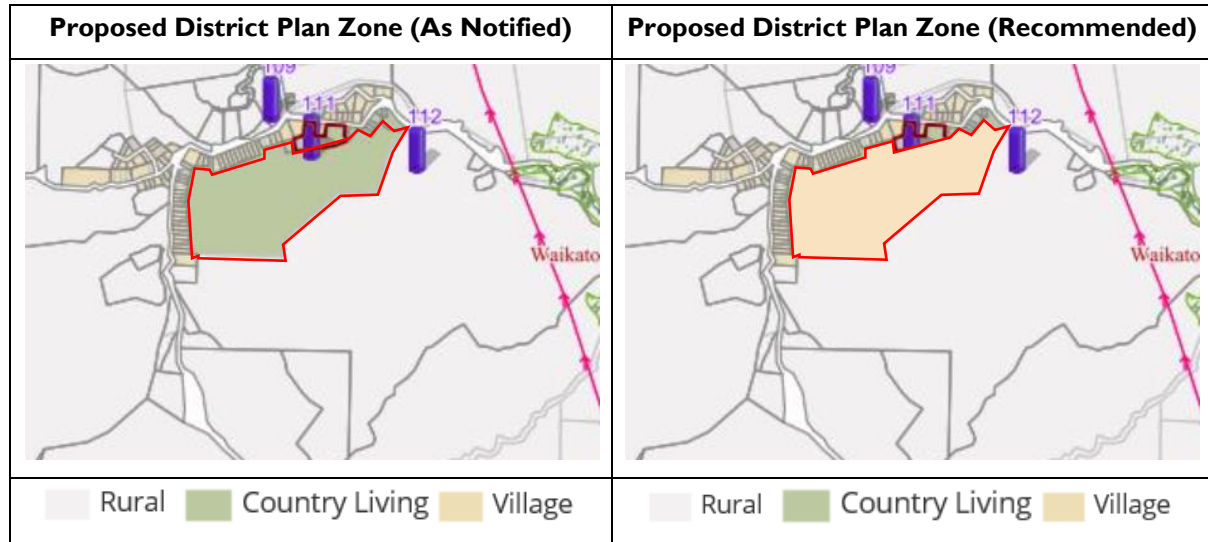 Proposed District Plan Zone (As Notified)
Proposed District Plan Zone (Recommended)
109
111
112
Waikato
109
111
112
Waikato
Rural Country Living Village
Rural Country Living Village